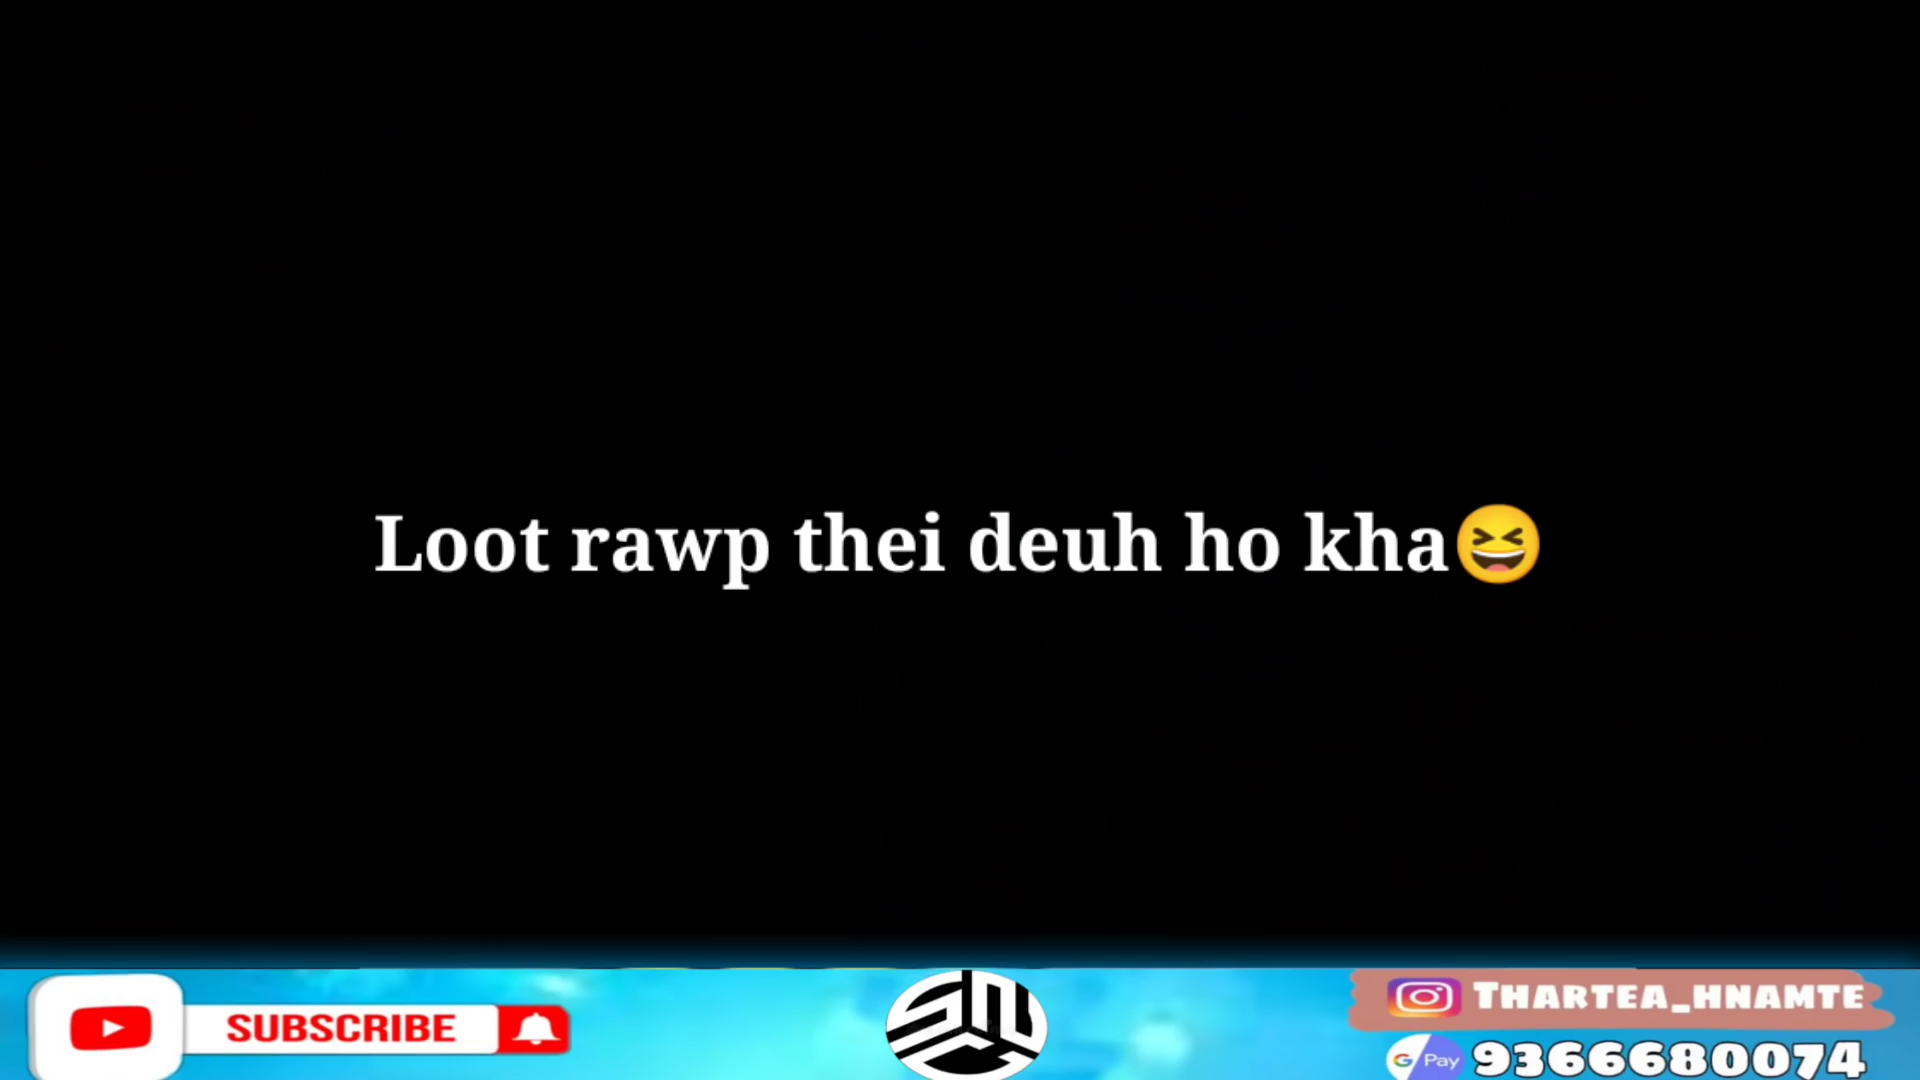 Loot rawp thei deuh ho kha😆
SUBSCRIBE
THARTEA_HNAMTE
G Pay 9366680074